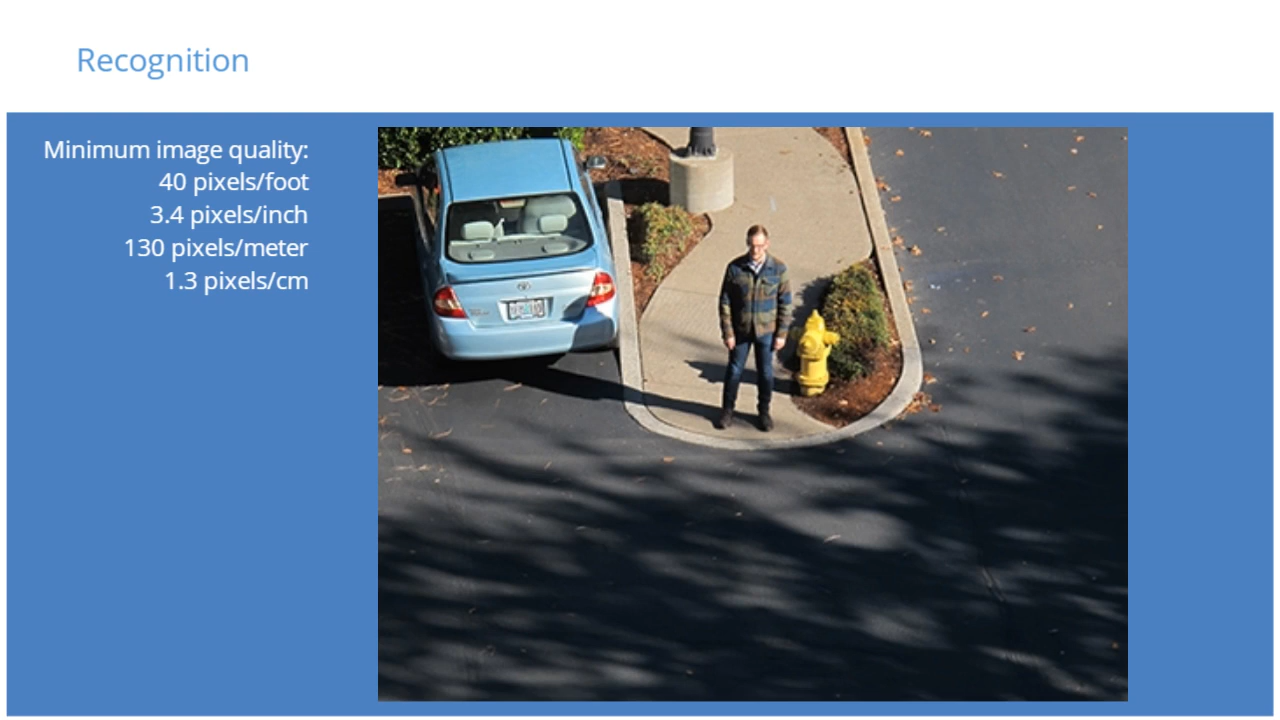 Recognition
Minimum image quality:
40 pixels/foot
3.4 pixels/inch
130 pixels/meter
1.3 pixels/cm